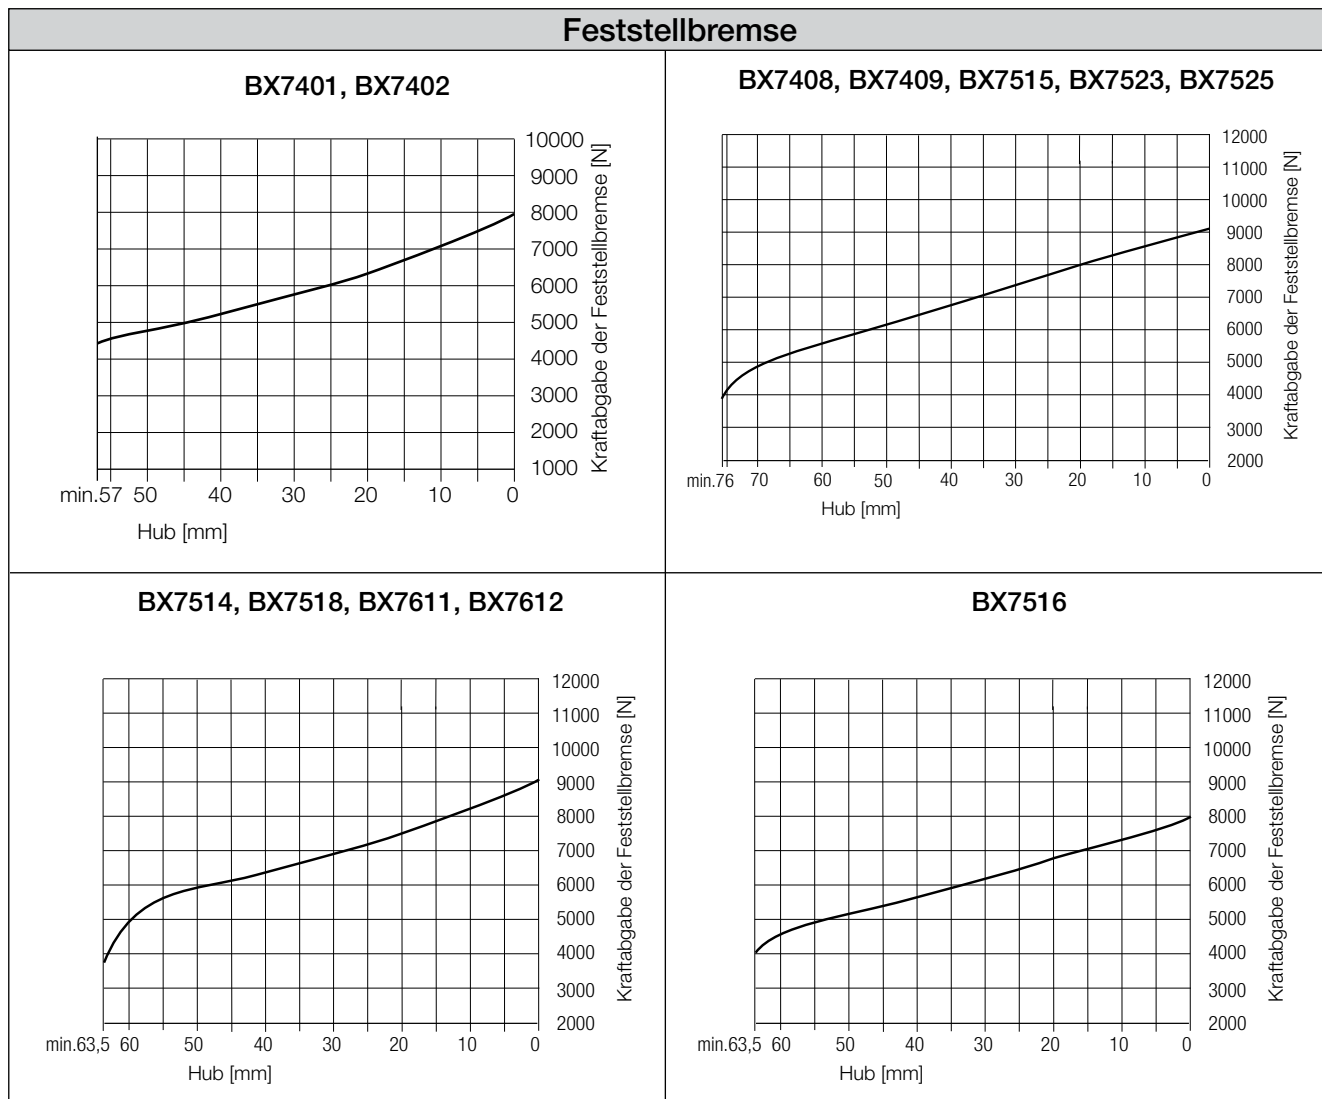 Feststellbremse
BX7401, BX7402
10000
9000
8000
7000
6000
5000
4000
3000
2000
1000
Kraftabgabe der Feststellbremse [N]
min.57 50 40 30 20 10 0
Hub [mm]
BX7408, BX7409, BX7515, BX7523, BX7525
12000
11000
10000
9000
8000
7000
6000
5000
4000
3000
2000
Kraftabgabe der Feststellbremse [N]
min.76 70 60 50 40 30 20 10 0
Hub [mm]
BX7514, BX7518, BX7611, BX7612
12000
11000
10000
9000
8000
7000
6000
5000
4000
3000
2000
Kraftabgabe der Feststellbremse [N]
min.63,5 60 50 40 30 20 10 0
Hub [mm]
BX7516
12000
11000
10000
9000
8000
7000
6000
5000
4000
3000
2000
Kraftabgabe der Feststellbremse [N]
min.63,5 60 50 40 30 20 10 0
Hub [mm]